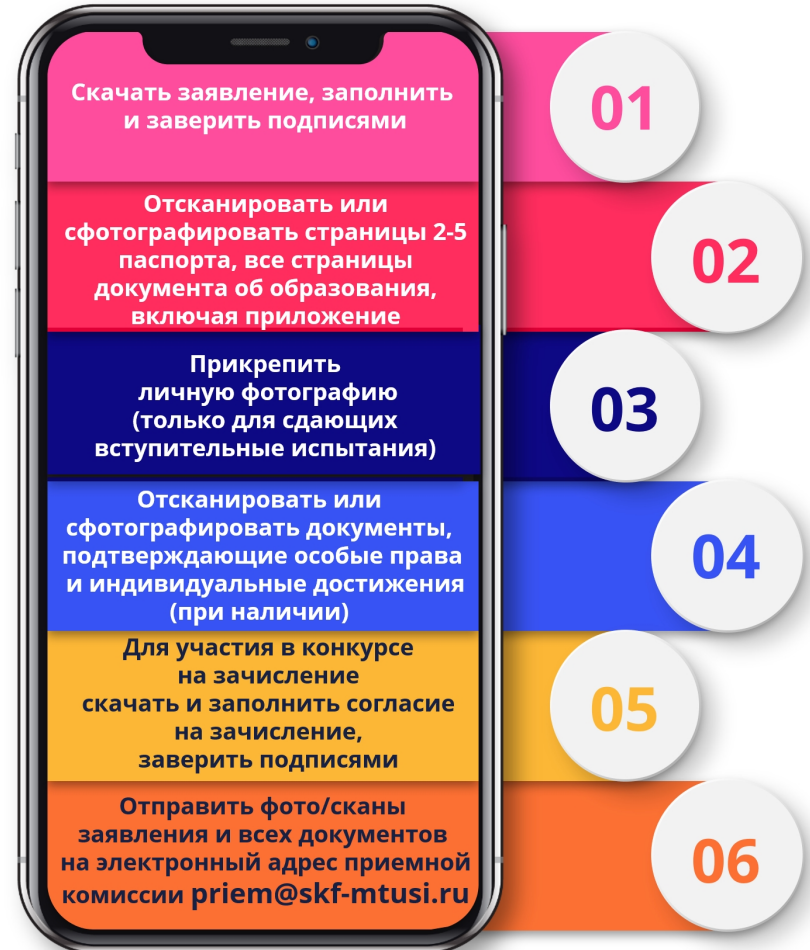 Скачать заявление, заполнить
и заверить подписями
01
Отсканировать или
сфотографировать страницы 2-5
паспорта, все страницы
документа об образования,
включая приложение
02
Прикрепить
личную фотографию
(только для сдающих
вступительные испытания)
03
Отсканировать или
сфотографировать документы,
подтверждающие особые права
и индивидуальные достижения
(при наличии)
04
Для участия в конкурсе
на зачисление
скачать и заполнить согласие
на зачисление,
заверить подписями
05
Отправить фото/сканы
заявления и всех документов
на электронный адрес приемной
комиссии priem@skf-mtusi.ru
06